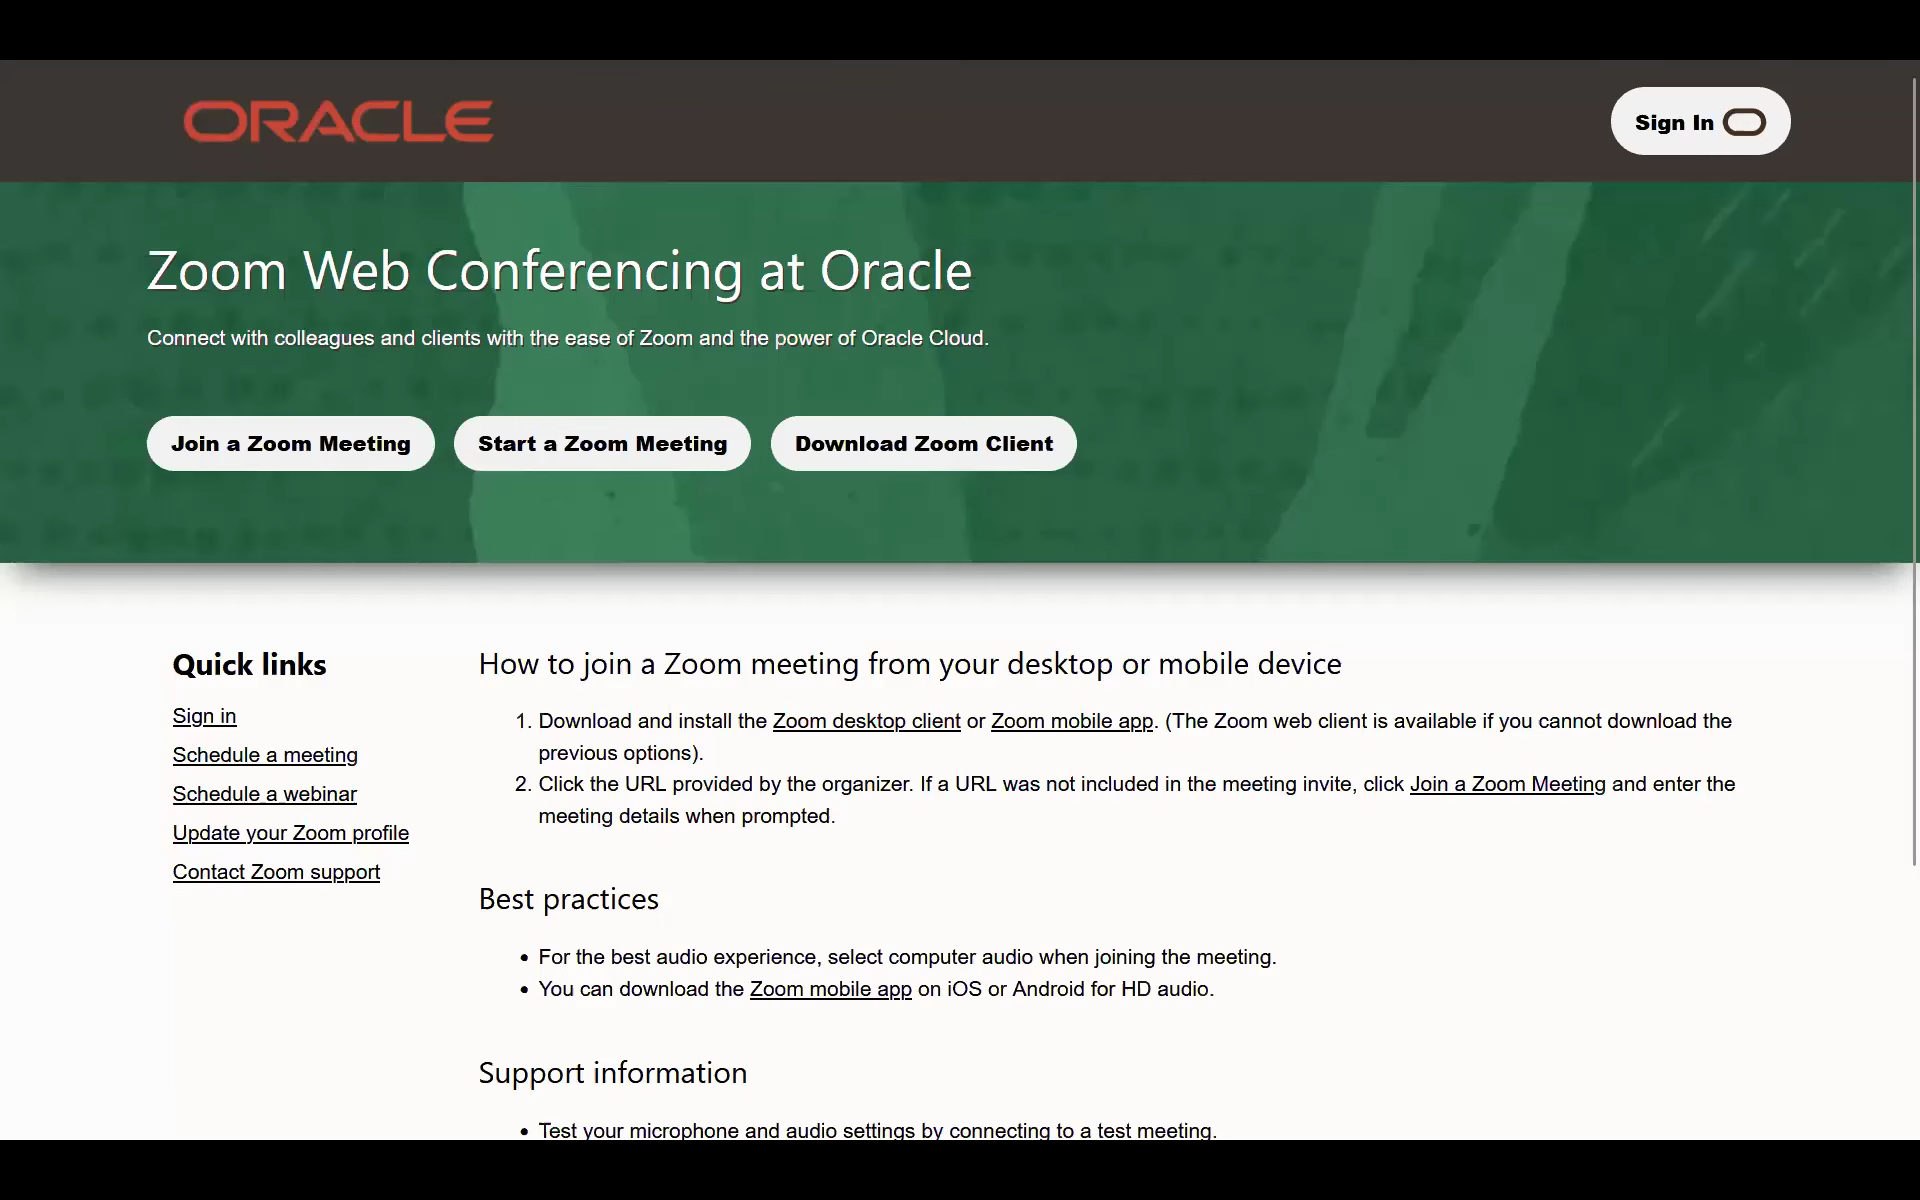 ORACLE
Sign In
Zoom Web Conferencing at Oracle
Connect with colleagues and clients with the ease of Zoom and the power of Oracle Cloud.
Join a Zoom Meeting
Start a Zoom Meeting
Download Zoom Client
Quick links
Sign in
Schedule a meeting
Schedule a webinar
Update your Zoom profile
Contact Zoom support
How to join a Zoom meeting from your desktop or mobile device
1. Download and install the Zoom desktop client or Zoom mobile app. (The Zoom web client is available if you cannot download the
previous options).
2. Click the URL provided by the organizer. If a URL was not included in the meeting invite, click Join a Zoom Meeting and enter the
meeting details when prompted.
Best practices
• For the best audio experience, select computer audio when joining the meeting.
• You can download the Zoom mobile app on iOS or Android for HD audio.
Support information
• Test your microphone and audio settings by connecting to a test meeting.